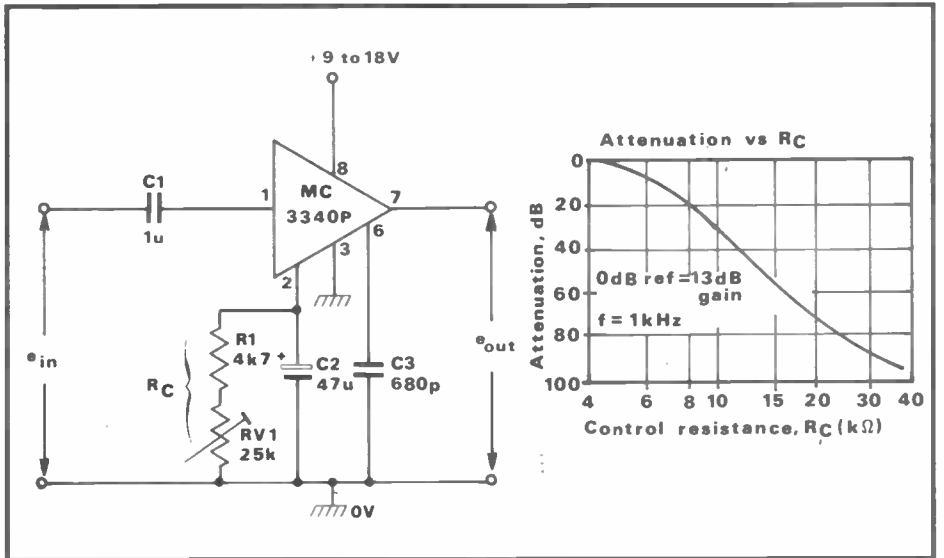 +9 to 18V
C1
1u
1
MC
3340P
8
7
6
3
2
R1
4k7
+
C2
47u
C3
680p
RC
RV1
25k
ein
eout
0V
Attenuation vs RC
Attenuation, dB
0
20
40
60
80
100
0dB ref=13dB
gain
f=1kHz
4
6
8
10
15
20
30
40
Control resistance, RC (kΩ)